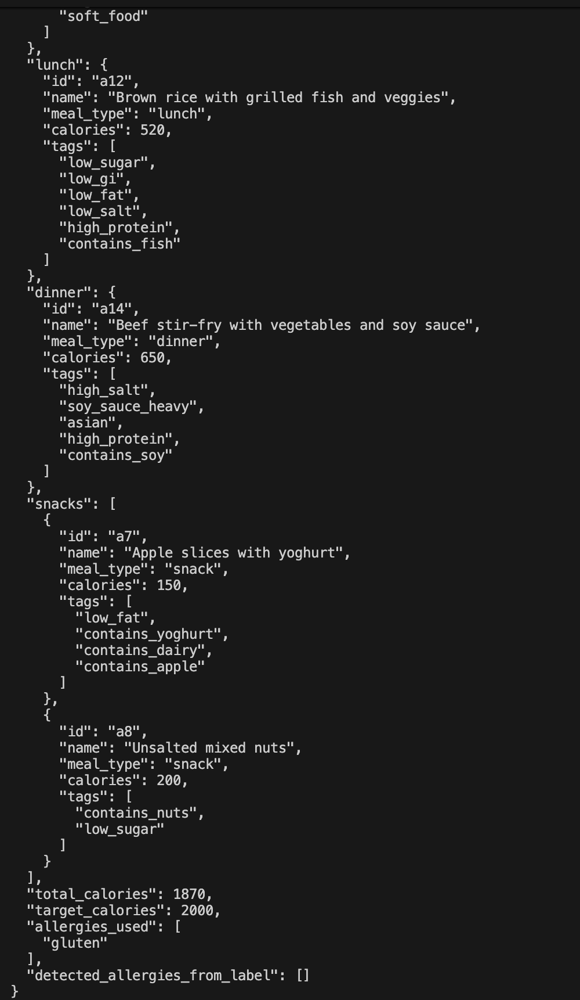 "soft_food"
]
},
"lunch": {
"id": "a12",
"name": "Brown rice with grilled fish and veggies",
"meal_type": "lunch",
"calories": 520,
"tags": [
"low_sugar",
"low_gi",
"low_fat",
"low_salt",
"high_protein",
"contains_fish"
]
},
"dinner": {
"id": "a14",
"name": "Beef stir-fry with vegetables and soy sauce",
"meal_type": "dinner",
"calories": 650,
"tags": [
"high_salt",
"soy_sauce_heavy",
"asian",
"high_protein",
"contains_soy"
]
},
"snacks": [
{
"id": "a7",
"name": "Apple slices with yoghurt",
"meal_type": "snack",
"calories": 150,
"tags": [
"low_fat",
"contains_yoghurt",
"contains_dairy",
"contains_apple"
]
},
{
"id": "a8",
"name": "Unsalted mixed nuts",
"meal_type": "snack",
"calories": 200,
"tags": [
"contains_nuts",
"low_sugar"
]
}
],
"total_calories": 1870,
"target_calories": 2000,
"allergies_used": [
"gluten"
],
"detected_allergies_from_label": []
}